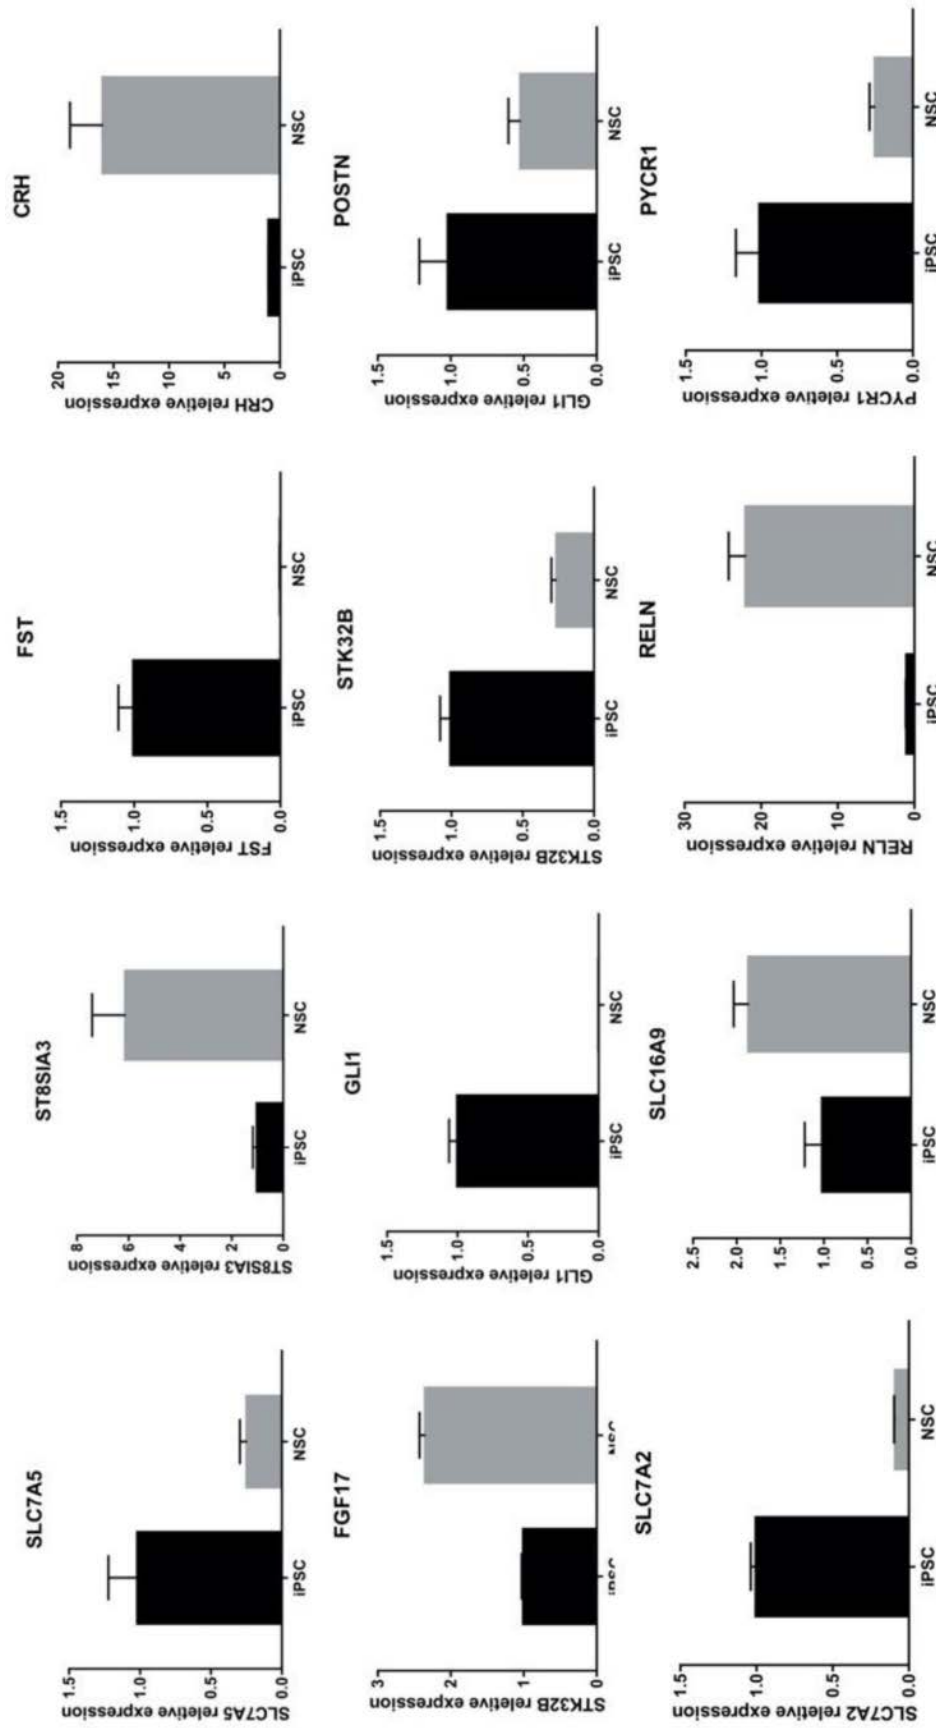 SLC7A5
SLC7A5 reletive expression
1.5
1.0
0.5
0.0
iPSC
NSC
ST8SIA3
ST8SIA3 reletive expression
8
6
4
2
0
iPSC
NSC
FST
FST reletive expression
1.5
1.0
0.5
0.0
iPSC
NSC
CRH
CRH reletive expression
20
15
10
5
0
iPSC
NSC
FGF17
STK32B reletive expression
3
2
1
0
GLI1
GLI1 reletive expression
1.5
1.0
0.5
0.0
iPSC
NSC
STK32B
STK32B reletive expression
1.5
1.0
0.5
0.0
iPSC
NSC
POSTN
GLI1 reletive expression
1.5
1.0
0.5
0.0
iPSC
NSC
SLC7A2
SLC7A2 reletive expression
1.5
1.0
0.5
0.0
iPSC
NSC
SLC16A9
2.5
2.0
1.5
1.0
0.5
0.0
iPSC
NSC
RELN
RELN reletive expression
30
20
10
0
iPSC
NSC
PYCR1
PYCR1 reletive expression
1.5
1.0
0.5
0.0
iPSC
NSC